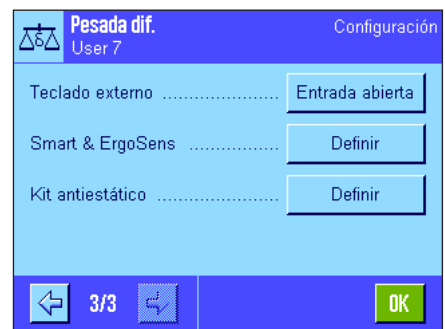 Pesada dif. Configuración
User 7
Teclado externo ..................... Entrada abierta
Smart & ErgoSens ................ Definir
Kit antiestático ...................... Definir
3/3 OK